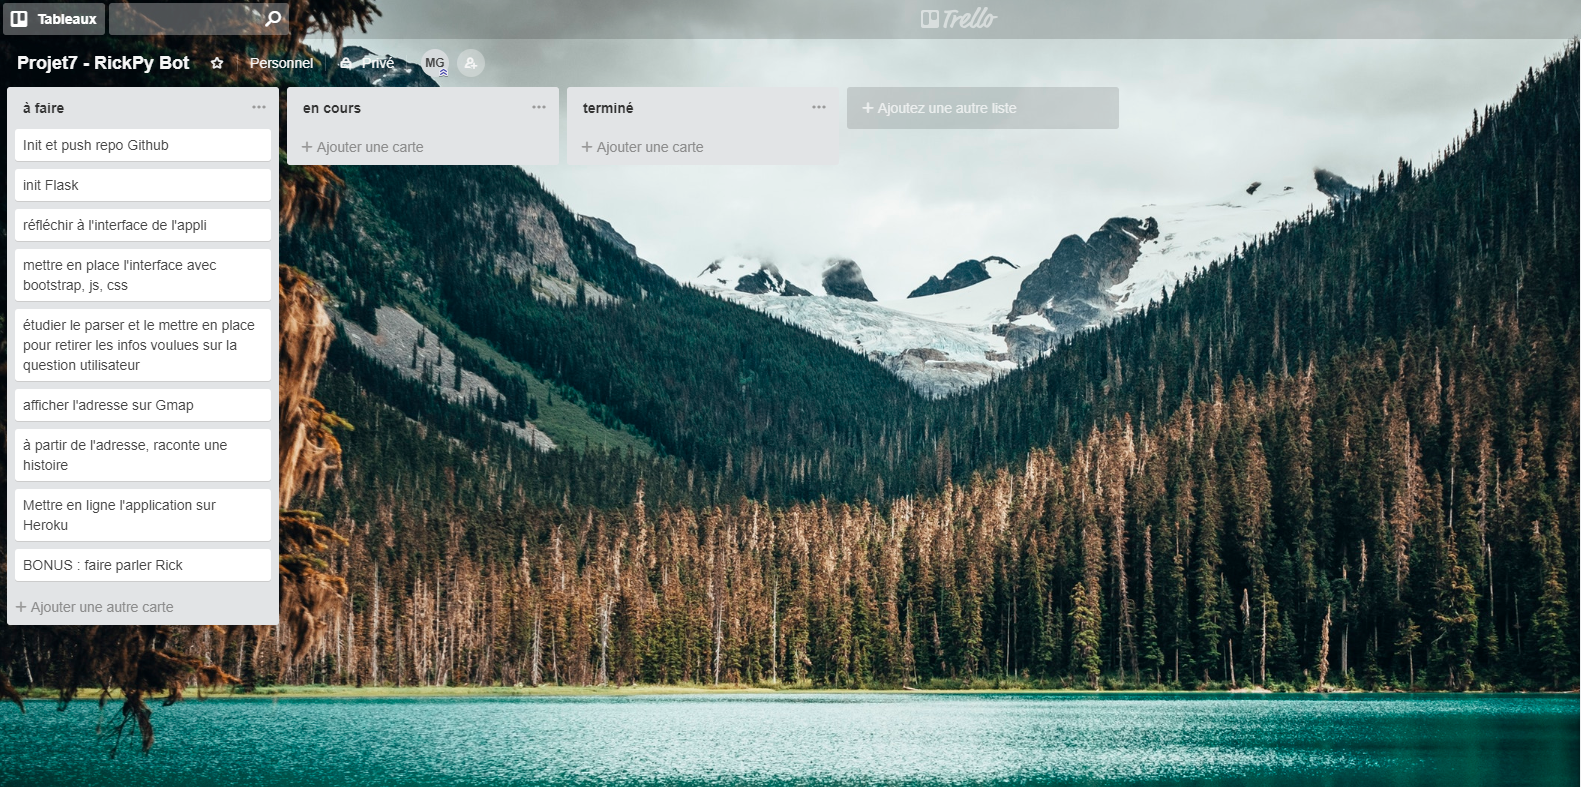 Tableaux
Trello
Projet7 - RickPy Bot
Personnel
Privé
MG
à faire
Init et push repo Github
init Flask
réfléchir à l'interface de l'appli
mettre en place l'interface avec
bootstrap, js, css
étudier le parser et le mettre en place
pour retirer les infos voulues sur la
question utilisateur
afficher l'adresse sur Gmap
à partir de l'adresse, raconte une
histoire
Mettre en ligne l'application sur
Heroku
BONUS : faire parler Rick
+ Ajouter une autre carte
en cours
+ Ajouter une carte
terminé
+ Ajouter une carte
+ Ajoutez une autre liste